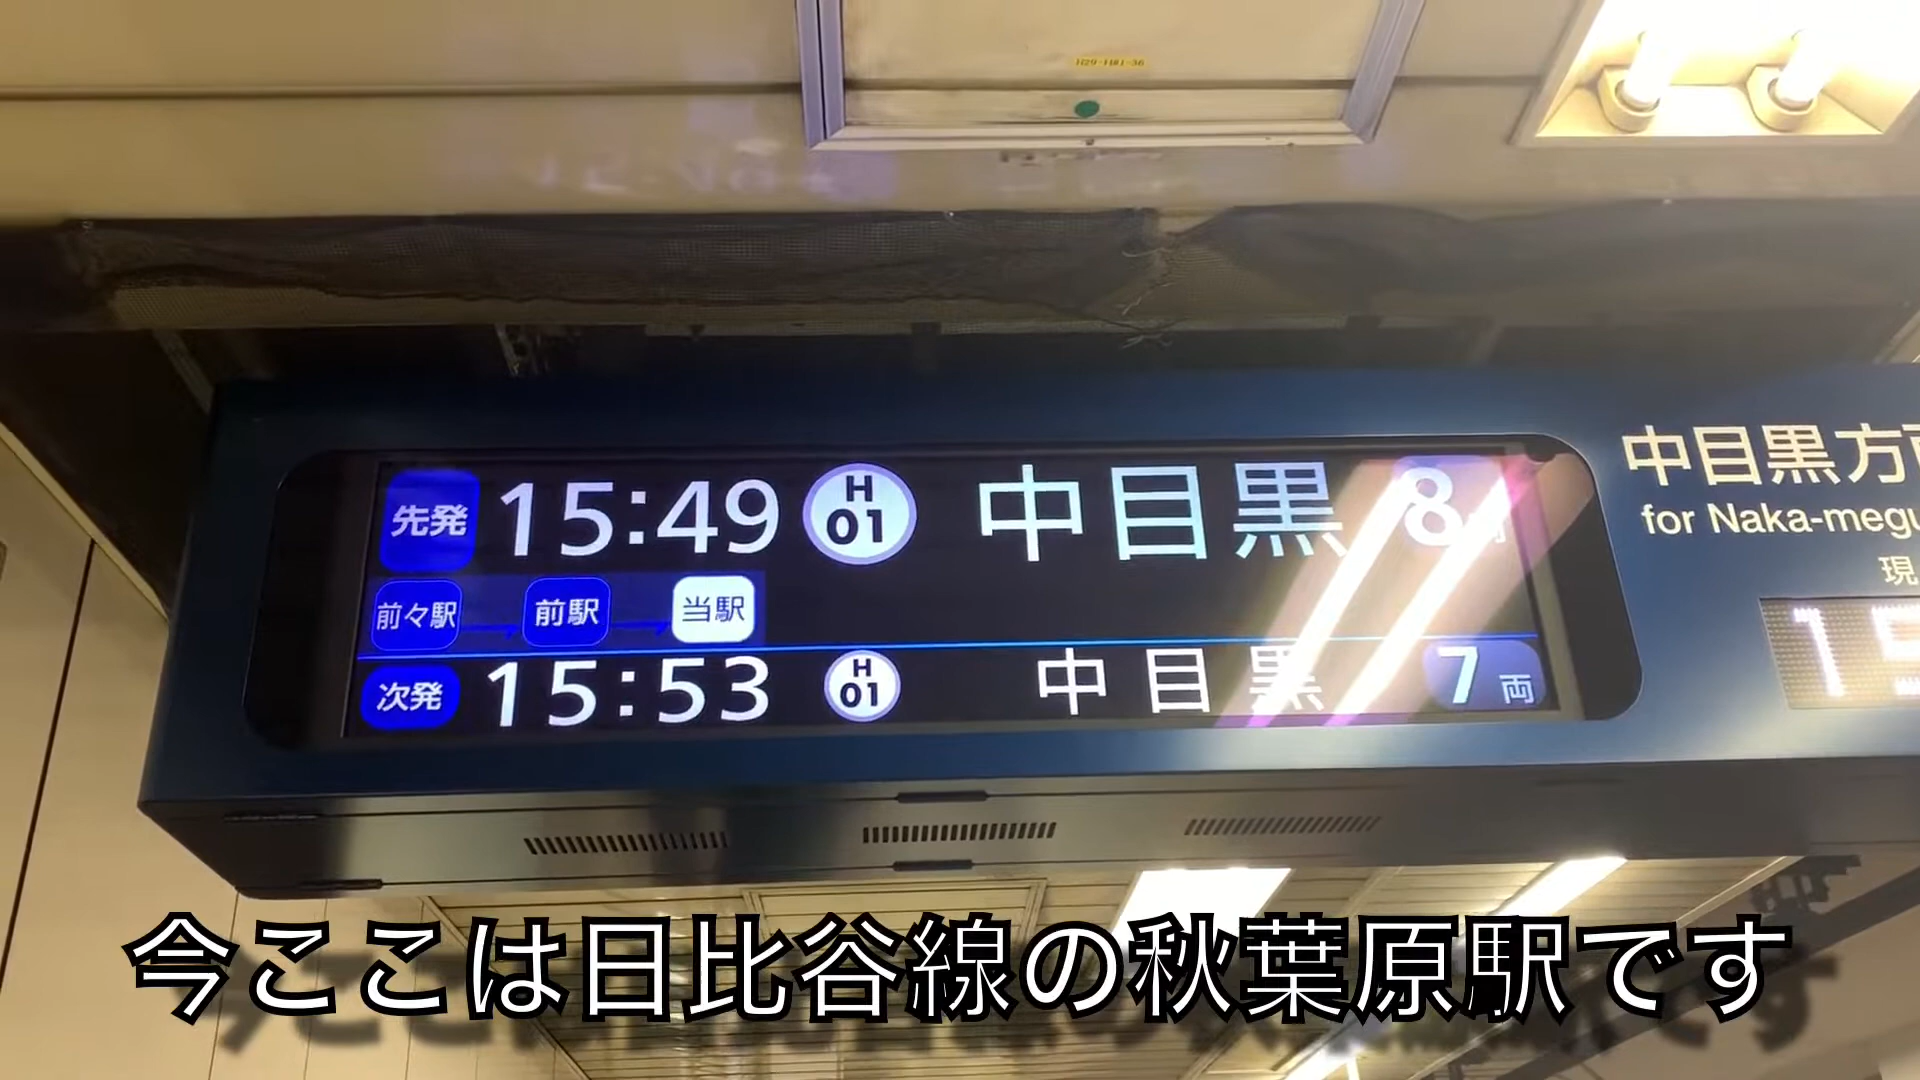 先発 15:49 H 01 中目黒 8
前々駅 前駅 当駅
次発 15:53 H 01 中目黒 7両
中目黒方
for Naka-megu
現
今ここは日比谷線の秋葉原駅です